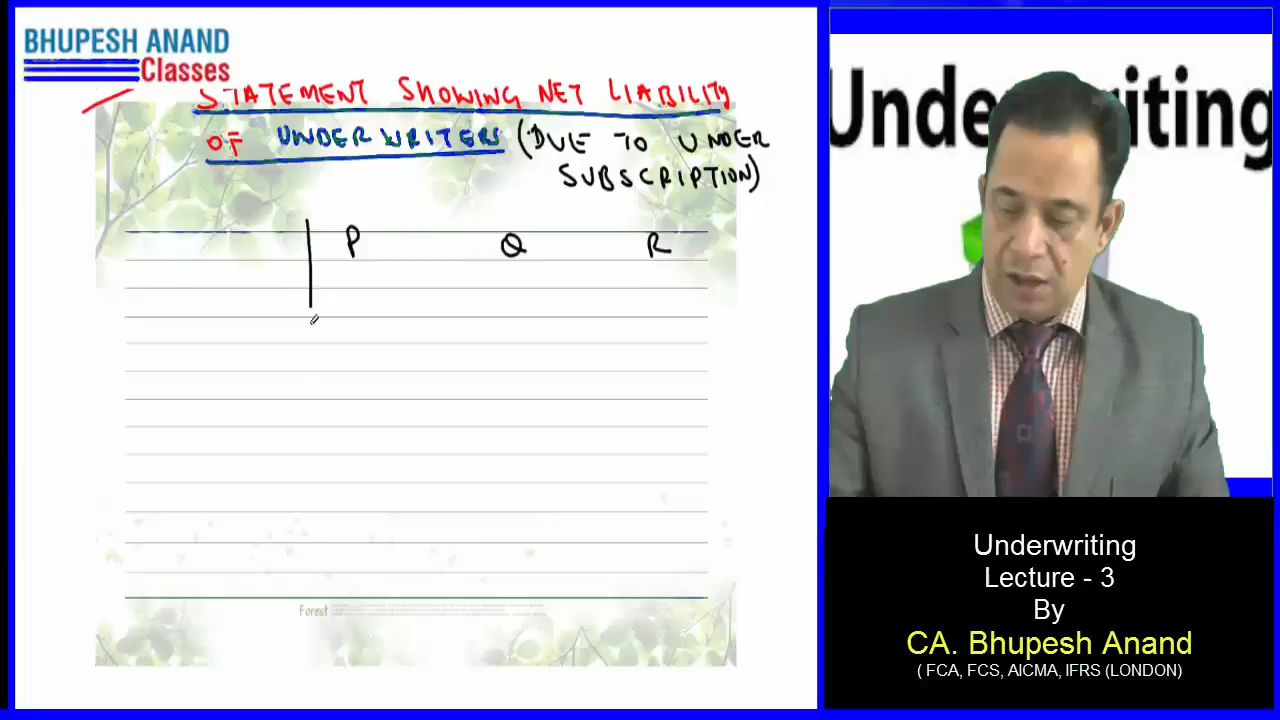 BHUPESH ANAND
Classes
STATEMENT SHOWING NET LIABILITY
OF UNDERWRITERS (DUE TO UNDER
SUBSCRIPTION)
P Q R
Forest
Underwriting
Underwriting
Lecture - 3
By
CA. Bhupesh Anand
( FCA, FCS, AICMA, IFRS (LONDON)